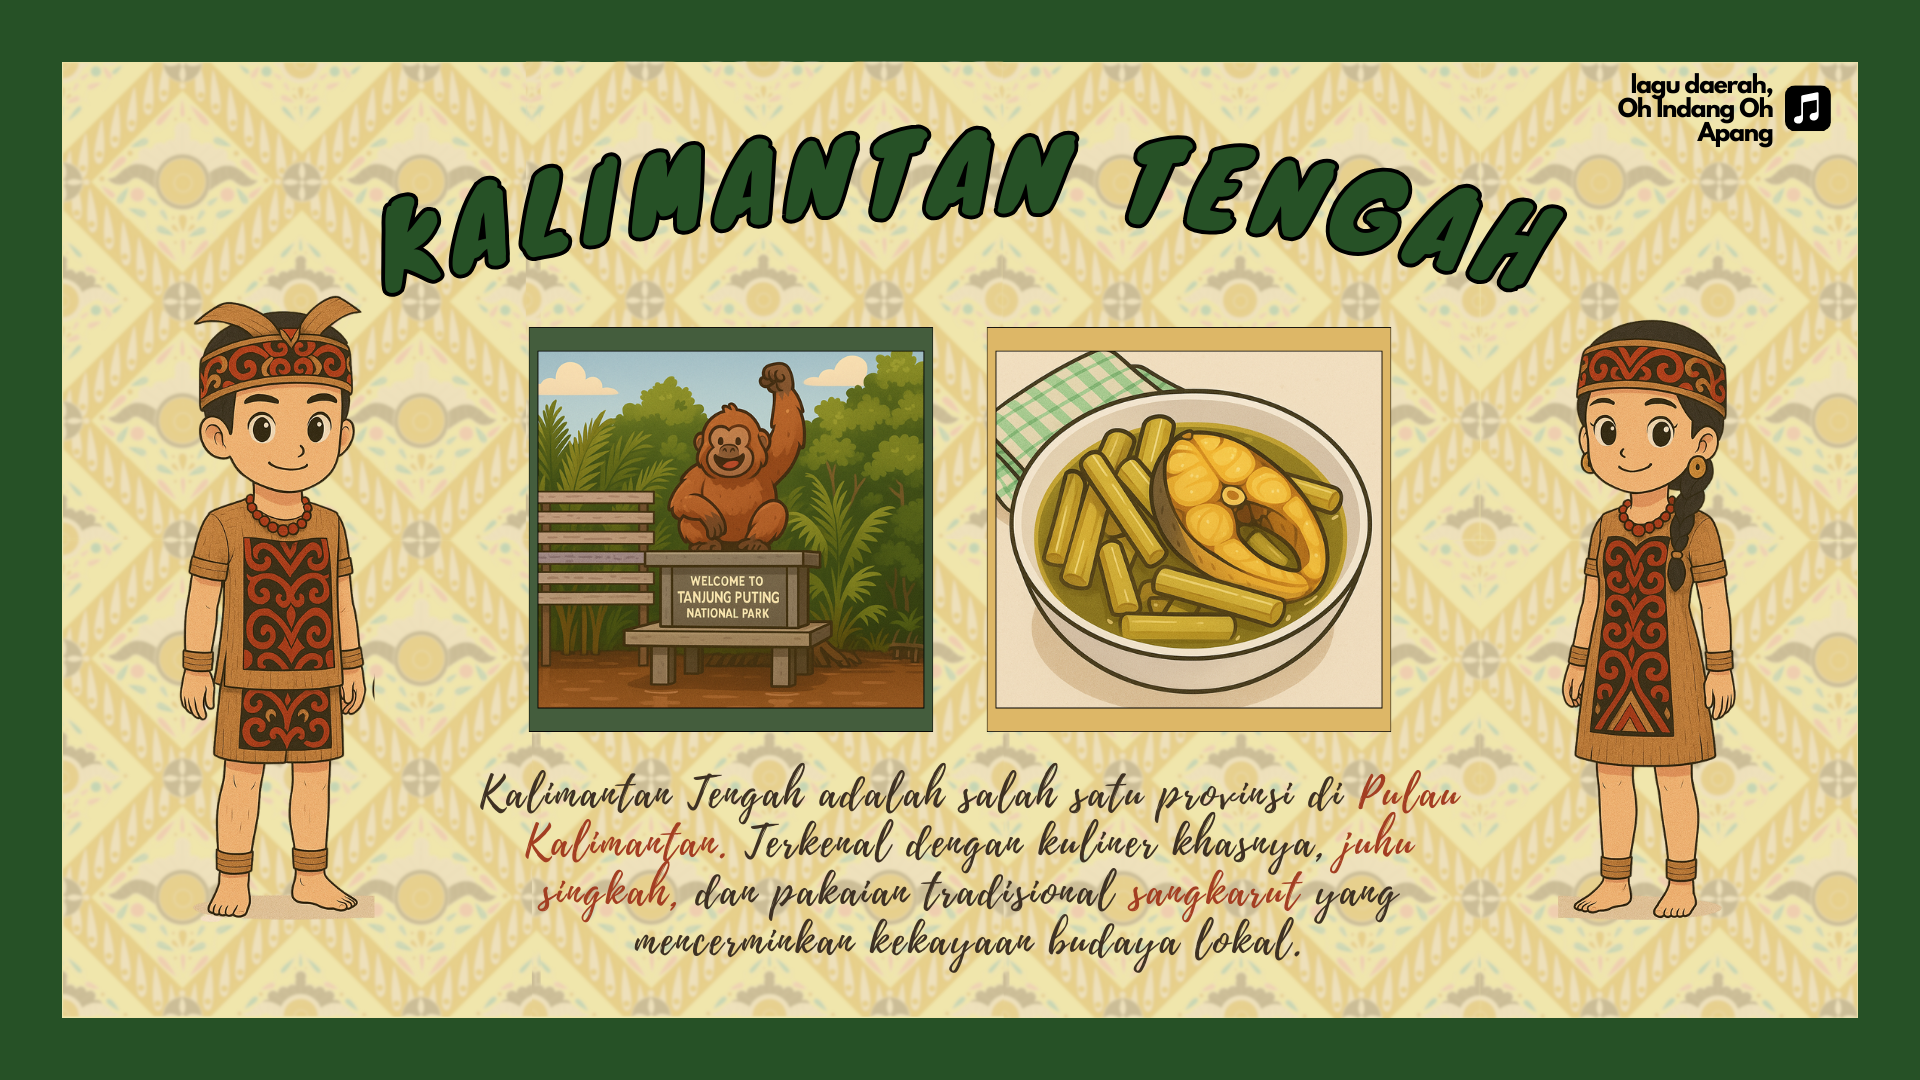 lagu daerah,
Oh Indang Oh
Apang
KALIMANTAN TENGAH
WELCOME TO
TANJUNG PUTING
NATIONAL PARK
Kalimantan Tengah adalah salah satu provinsi di Pulau
Kalimantan. Terkenal dengan kuliner khasnya, juhu
singkah, dan pakaian tradisional sangkarut yang
mencerminkan kekayaan budaya lokal.